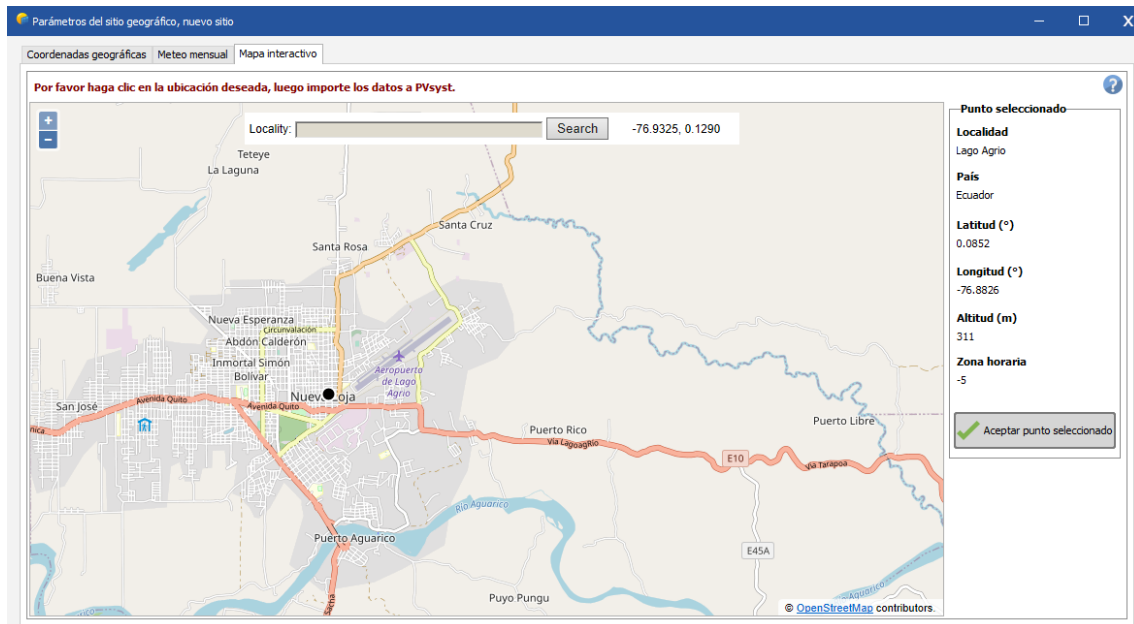 Parámetros del sitio geográfico, nuevo sitio
Coordenadas geográficas Meteo mensual Mapa interactivo
Por favor haga clic en la ubicación deseada, luego importe los datos a PVsyst.
?
+
−
Locality:
Search
-76.9325, 0.1290
Teteye
La Laguna
Santa Cruz
Santa Rosa
Buena Vista
Nueva Esperanza
Circunvalación
Abdón Calderón
Inmortal Simón
Bolivar
Aeropuerto
de Lago
Agrio
Nueva Loja
San José
Avenida Quito
Avenida Quito
nica
Puerto Rico
Vía LagoagRío
Puerto Libre
E10
Vía Tarapoa
Río Aguarico
Puerto Aguarico
E45A
Aguarico
Puyo Pungu
Sacha
© OpenStreetMap contributors.
Punto seleccionado
Localidad
Lago Agrio
País
Ecuador
Latitud (°)
0.0852
Longitud (°)
-76.8826
Altitud (m)
311
Zona horaria
-5
Aceptar punto seleccionado